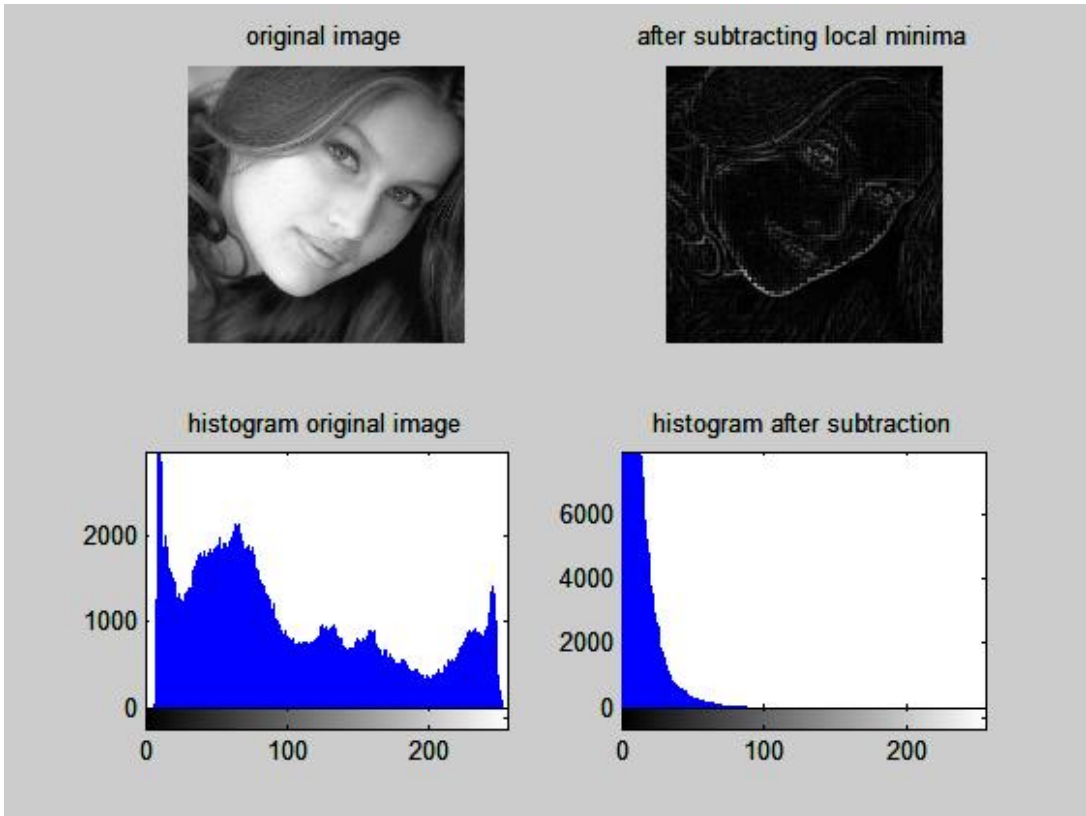 original image
after subtracting local minima
histogram original image
histogram after subtraction
2000
1000
0
0 100 200
6000
4000
2000
0
0 100 200